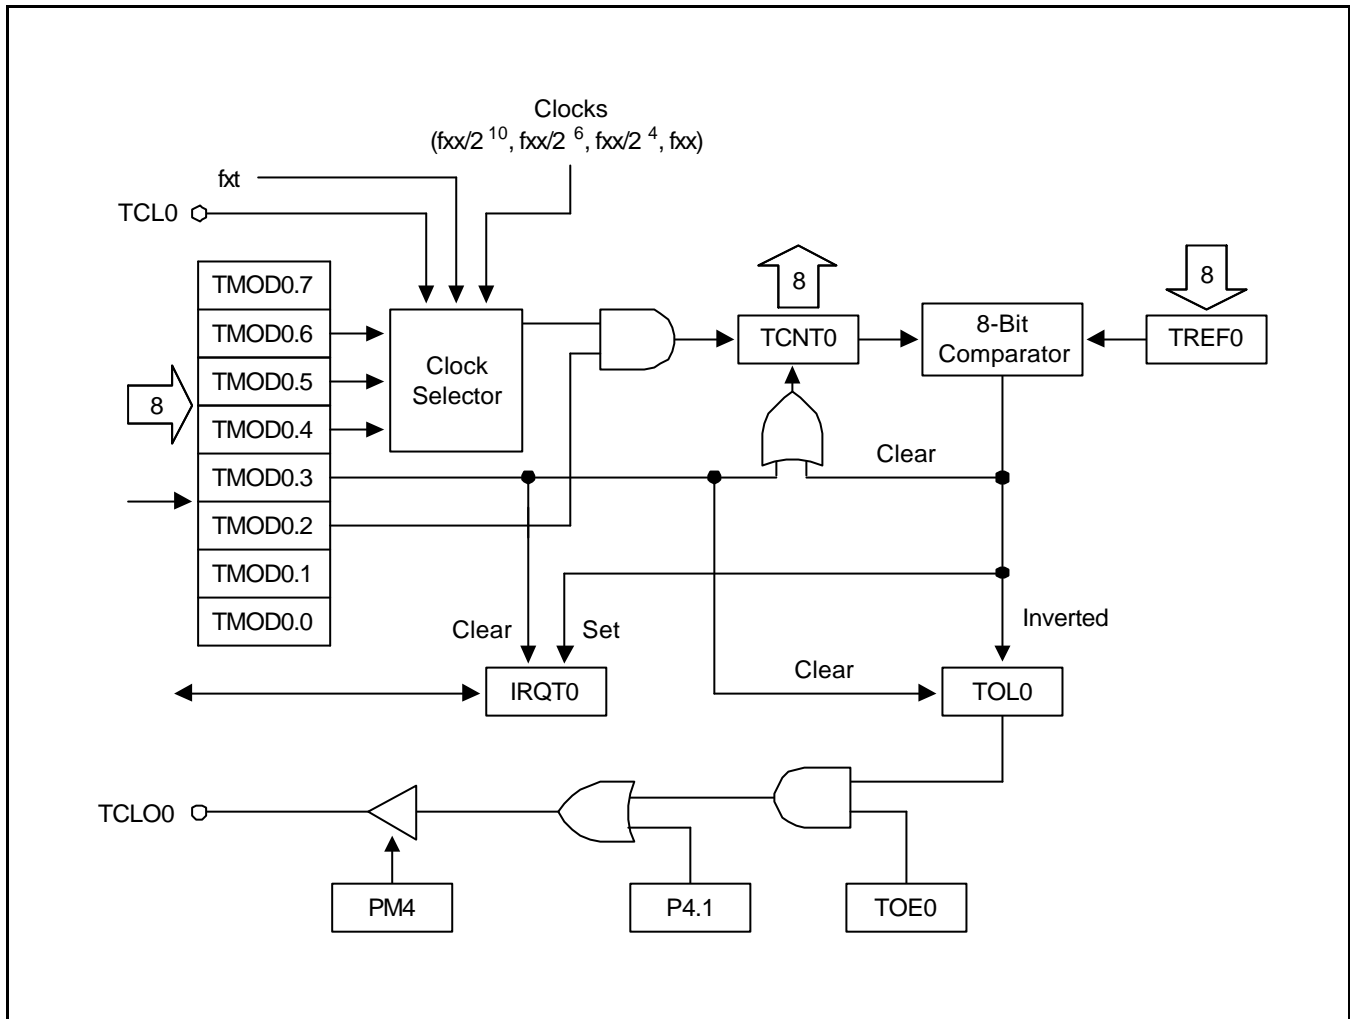 Clocks
(fxx/2 10, fxx/2 6, fxx/2 4, fxx)
fxt
TCL0
TMOD0.7
TMOD0.6
TMOD0.5
TMOD0.4
TMOD0.3
TMOD0.2
TMOD0.1
TMOD0.0
8
Clock
Selector
8
TCNT0
8-Bit
Comparator
8
TREF0
Clear
Clear
Set
Inverted
IRQT0
Clear
TOL0
TCLO0
PM4
P4.1
TOE0